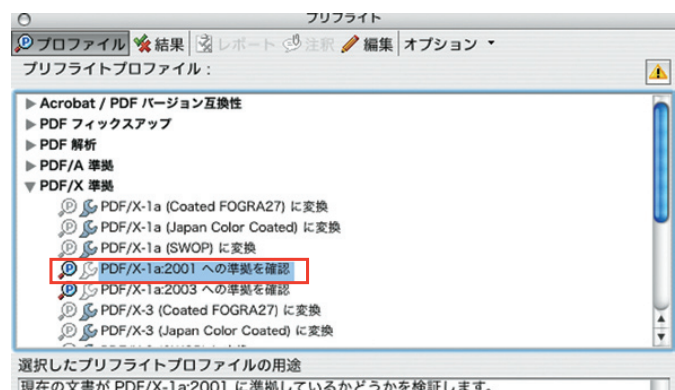 プリフライト
プロファイル 結果 レポート 注釈 編集 オプション
プリフライトプロファイル：
Acrobat / PDF バージョン互換性
PDF フィックスアップ
PDF 解析
PDF/A 準拠
PDF/X 準拠
PDF/X-1a (Coated FOGRA27) に変換
PDF/X-1a (Japan Color Coated) に変換
PDF/X-1a (SWOP) に変換
PDF/X-1a:2001 への準拠を確認
PDF/X-1a:2003 への準拠を確認
PDF/X-3 (Coated FOGRA27) に変換
PDF/X-3 (Japan Color Coated) に変換
選択したプリフライトプロファイルの用途
現在の文書が PDF/X-1a:2001 に準拠しているかどうかを検証します。